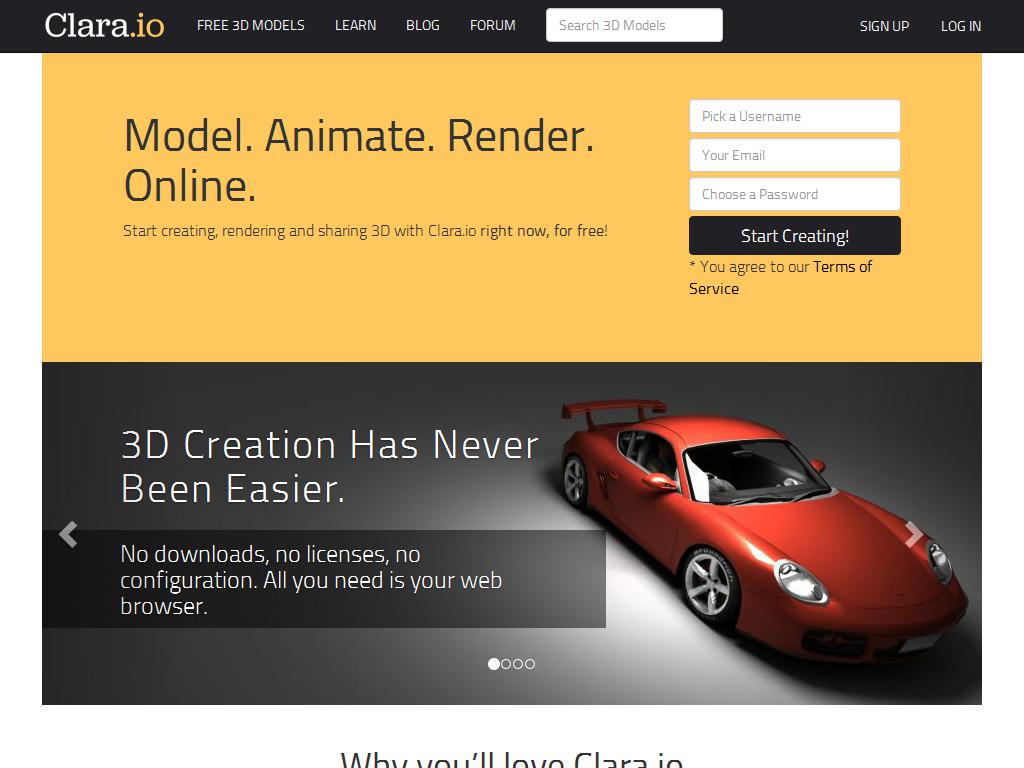 Clara.io
FREE 3D MODELS
LEARN
BLOG
FORUM
Search 3D Models
SIGN UP
LOG IN
Model. Animate. Render.
Online.
Start creating, rendering and sharing 3D with Clara.io right now, for free!
Pick a Username
Your Email
Choose a Password
Start Creating!
* You agree to our Terms of
Service
3D Creation Has Never
Been Easier.
No downloads, no licenses, no
configuration. All you need is your web
browser.
Why you'll love Clara.io